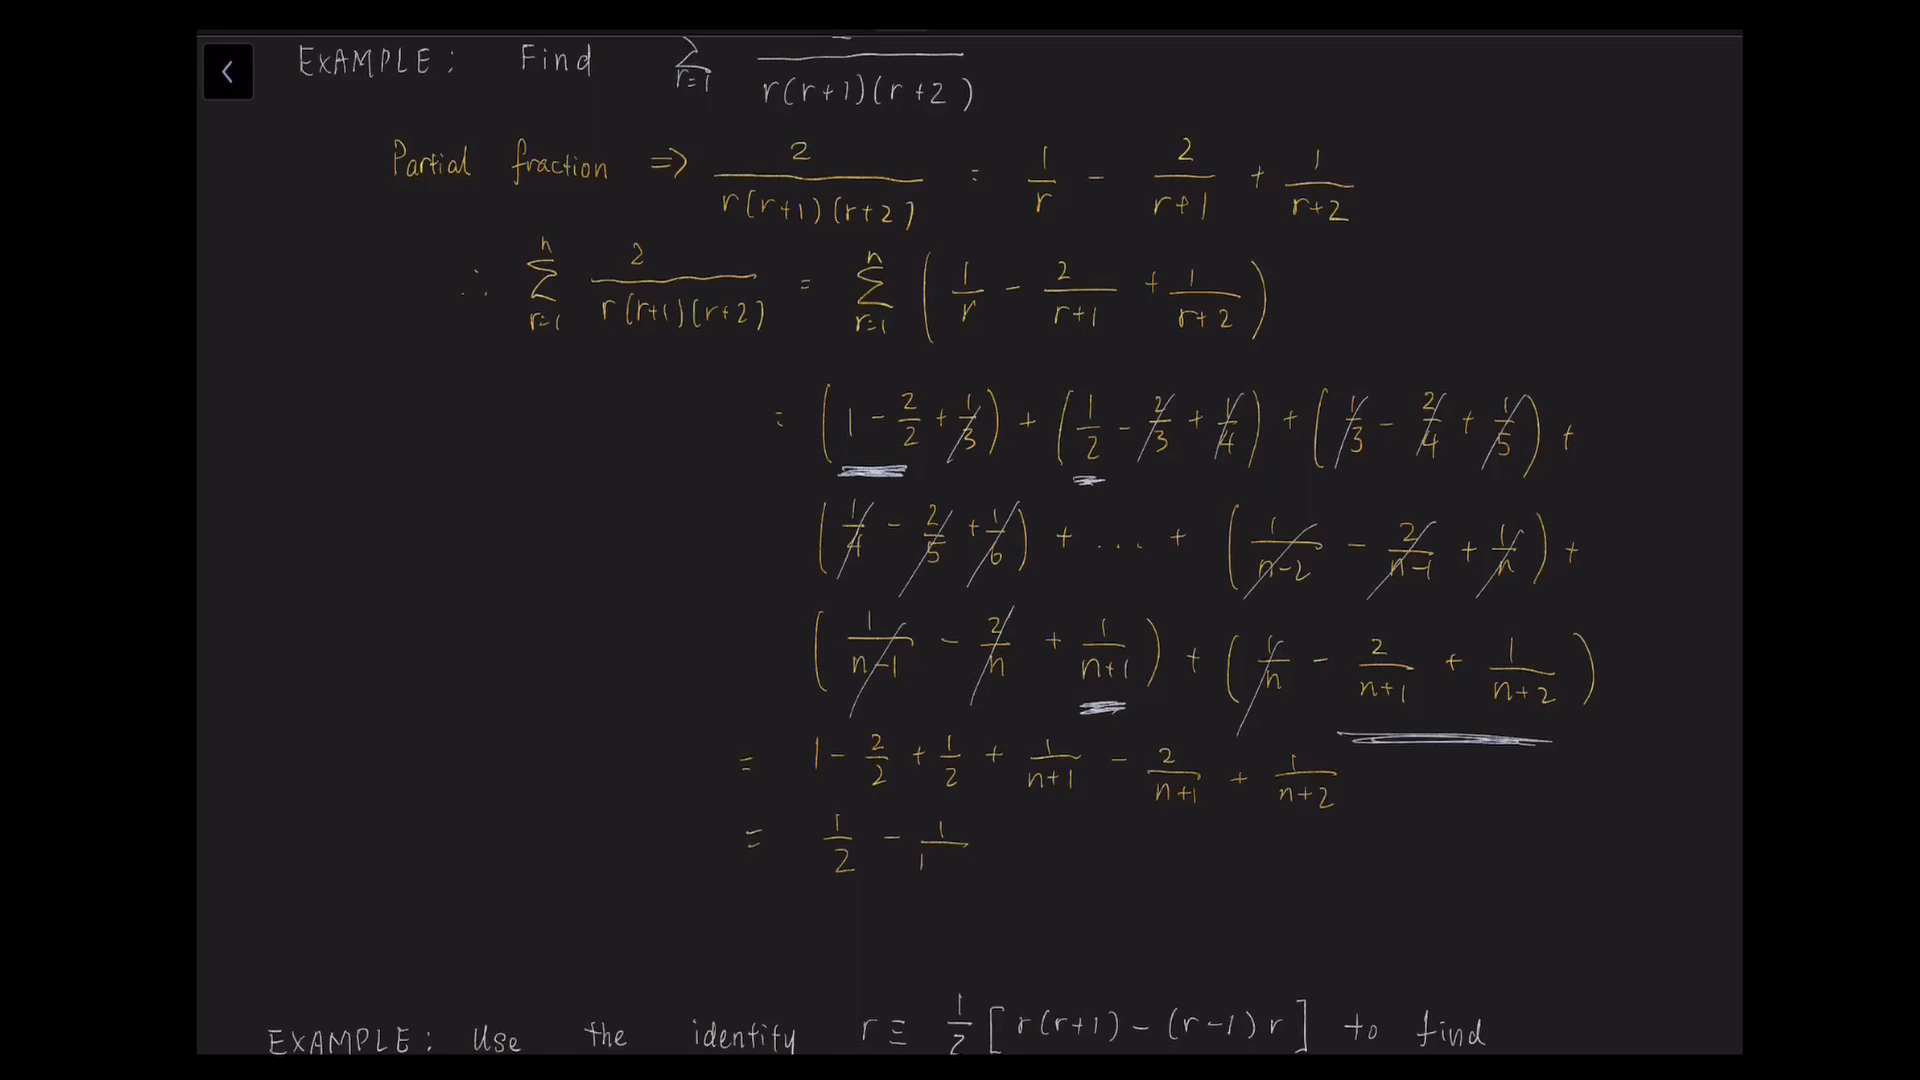 EXAMPLE: Find ∑ r=1 2/(r(r+1)(r+2))
Partial fraction ⇒ 2/(r(r+1)(r+2)) = 1/r - 2/(r+1) + 1/(r+2)
∴ ∑ r=1 n 2/(r(r+1)(r+2)) = ∑ r=1 n (1/r - 2/(r+1) + 1/(r+2))
= (1 - 2/2 + 1/3) + (1/2 - 2/3 + 1/4) + (1/3 - 2/4 + 1/5) +
(1/4 - 2/5 + 1/6) + ... + (1/(n-2) - 2/(n-1) + 1/n) +
(1/(n-1) - 2/n + 1/(n+1)) + (1/n - 2/(n+1) + 1/(n+2))
= 1 - 2/2 + 1/2 + 1/(n+1) - 2/(n+1) + 1/(n+2)
= 1/2 - 1/
EXAMPLE: Use the identity r ≡ 1/2 [r(r+1) - (r-1)r] to find